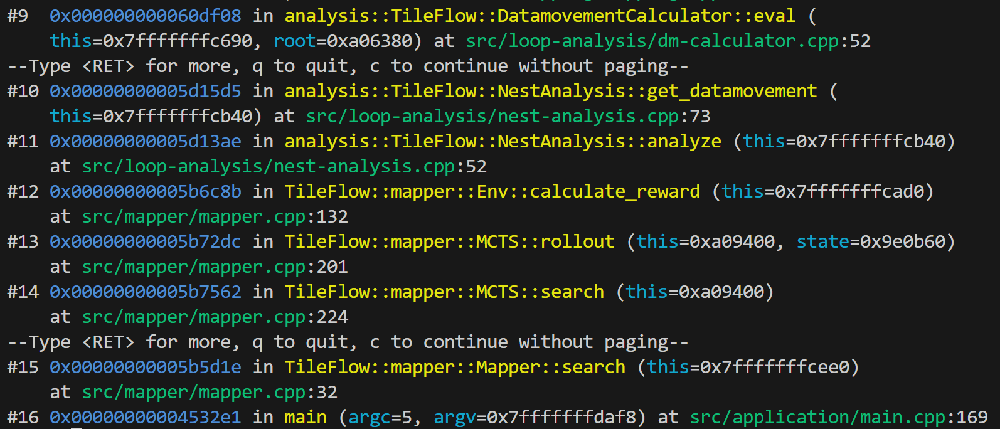 #9  0x000000000060df08 in analysis::TileFlow::DatamovementCalculator::eval (
    this=0x7fffffffc690, root=0xa06380) at src/loop-analysis/dm-calculator.cpp:52
--Type <RET> for more, q to quit, c to continue without paging--
#10 0x00000000005d15d5 in analysis::TileFlow::NestAnalysis::get_datamovement (
    this=0x7fffffffcb40) at src/loop-analysis/nest-analysis.cpp:73
#11 0x00000000005d13ae in analysis::TileFlow::NestAnalysis::analyze (this=0x7fffffffcb40)
    at src/loop-analysis/nest-analysis.cpp:52
#12 0x00000000005b6c8b in TileFlow::mapper::Env::calculate_reward (this=0x7fffffffcad0)
    at src/mapper/mapper.cpp:132
#13 0x00000000005b72dc in TileFlow::mapper::MCTS::rollout (this=0xa09400, state=0x9e0b60)
    at src/mapper/mapper.cpp:201
#14 0x00000000005b7562 in TileFlow::mapper::MCTS::search (this=0xa09400)
    at src/mapper/mapper.cpp:224
--Type <RET> for more, q to quit, c to continue without paging--
#15 0x00000000005b5d1e in TileFlow::mapper::Mapper::search (this=0x7fffffffcee0)
    at src/mapper/mapper.cpp:32
#16 0x00000000004532e1 in main (argc=5, argv=0x7fffffffdaf8) at src/application/main.cpp:169